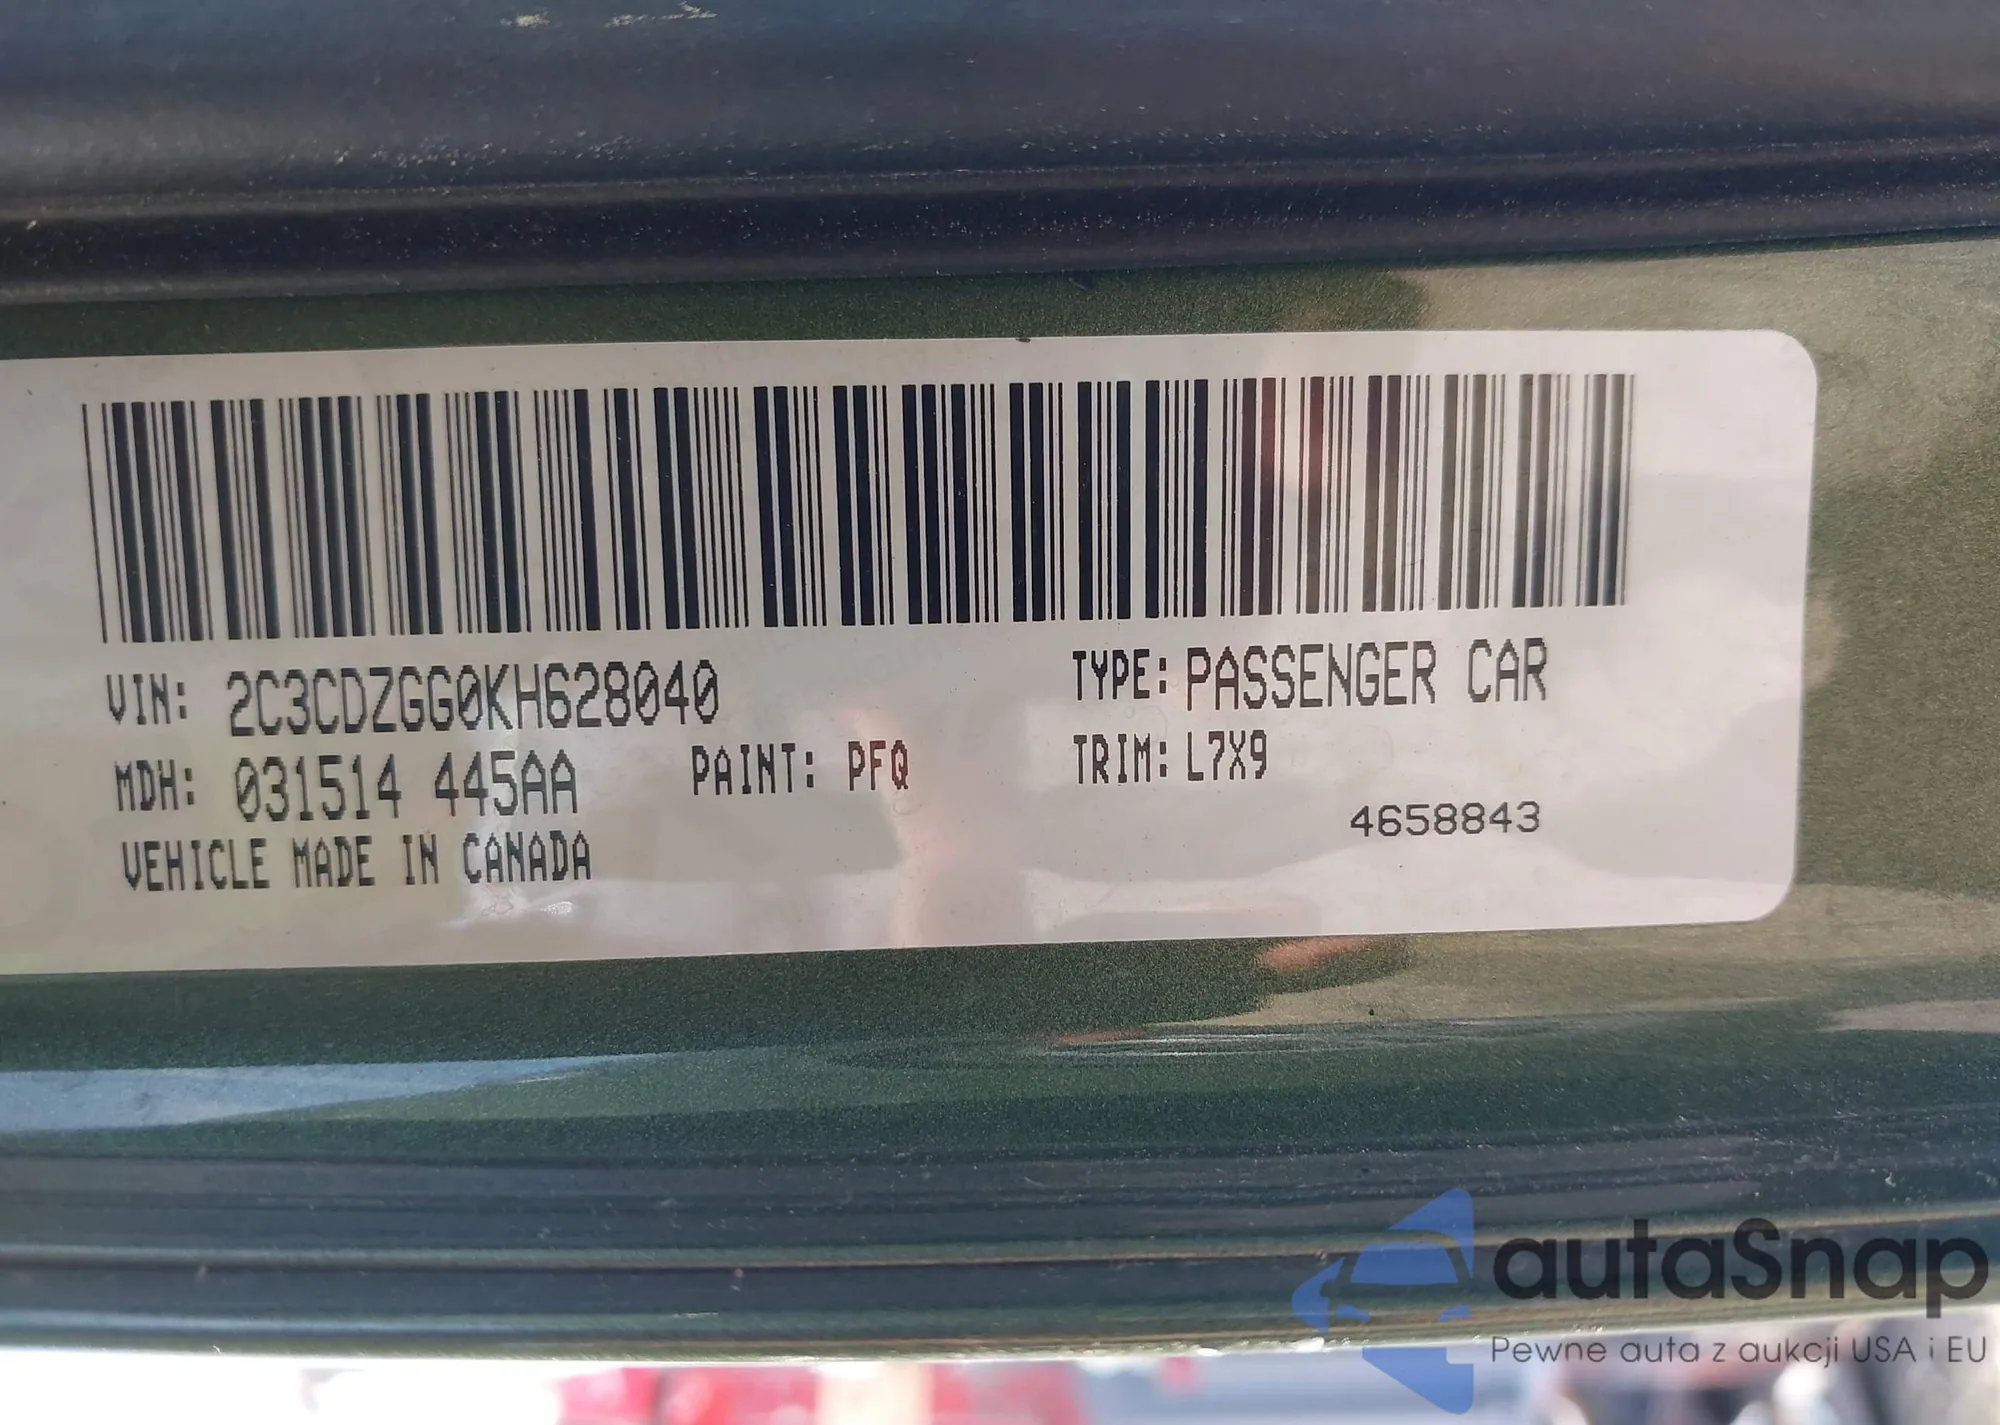 VIN: 2C3CDZGG0KH628040
TYPE: PASSENGER CAR
MDH: 031514 445AA
PAINT: PFQ
TRIM: L7X9
4658843
VEHICLE MADE IN CANADA
autaSnap
Pewne auta z aukcji USA i EU